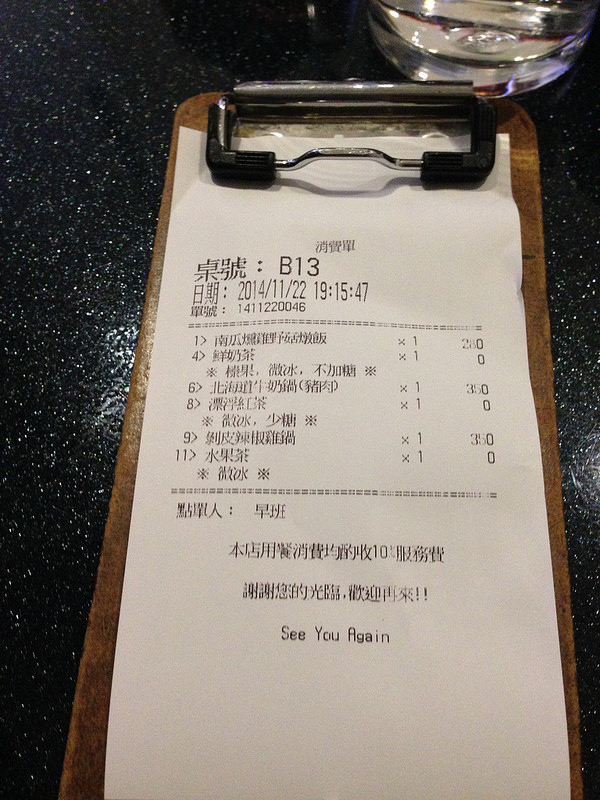 消費單
桌號： B13
日期： 2014/11/22 19:15:47
單號： 1411220046
1> 南瓜燻雞野菇燉飯 ×1 280
4> 鮮奶茶 ×1 0
※ 榛果, 微冰, 不加糖 ※
6> 北海道牛奶鍋(豬肉) ×1 350
8> 漂浮紅茶 ×1 0
※ 微冰, 少糖 ※
9> 剝皮辣椒雞鍋 ×1 350
11> 水果茶 ×1 0
※ 微冰 ※
點單人： 早班
本店用餐消費均酌收10%服務費
謝謝您的光臨,歡迎再來!!
See You Again